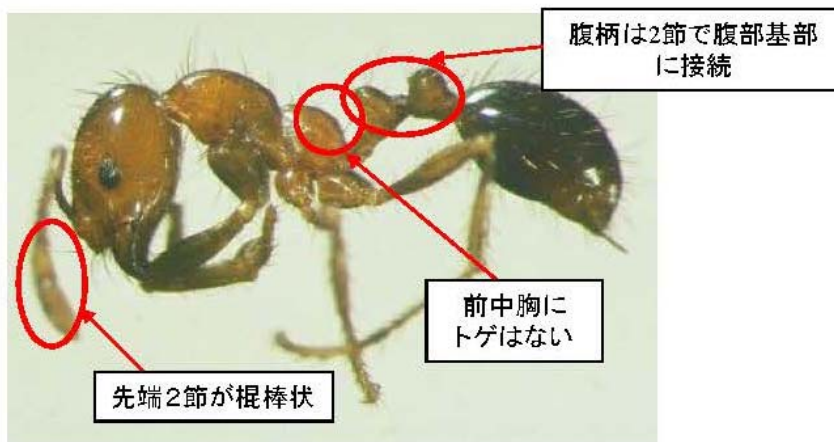 腹柄は2節で腹部基部
に接続
前中胸に
トゲはない
先端２節が棍棒状